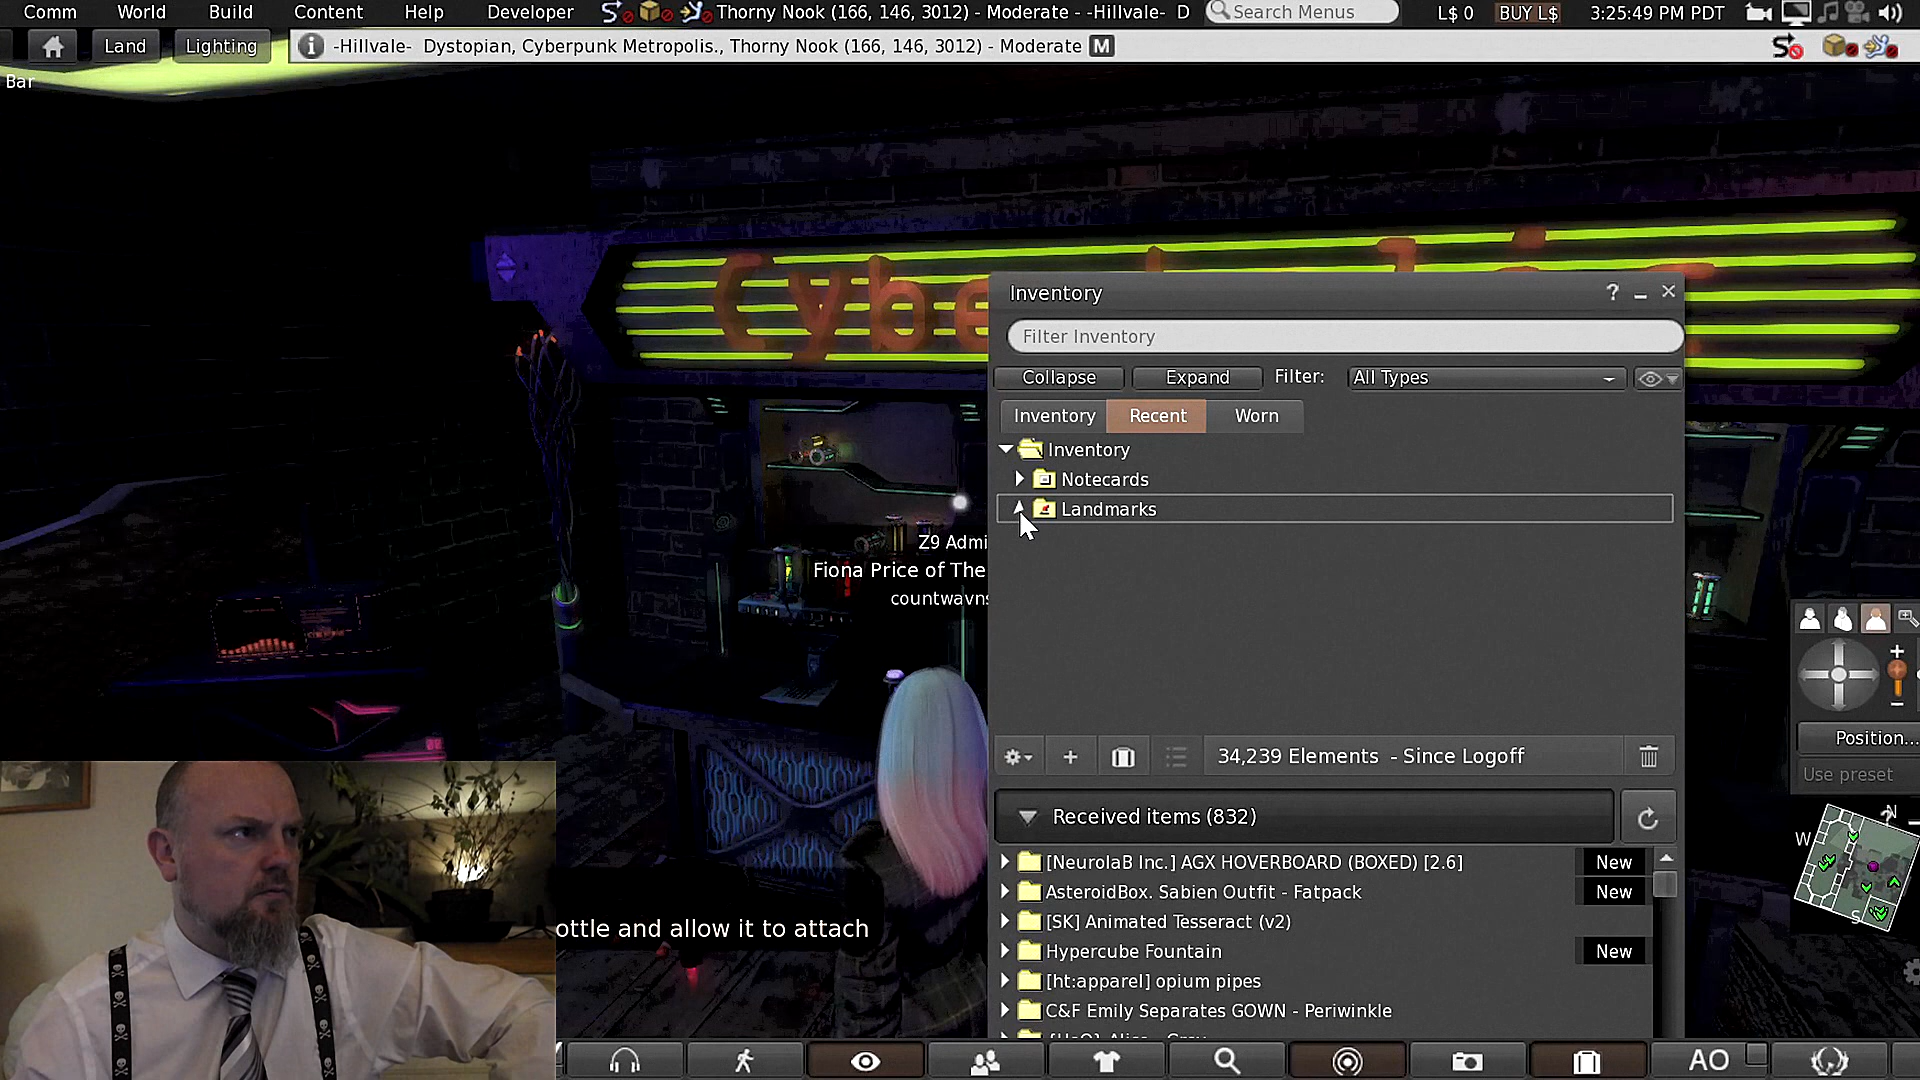 Comm World Build Content Help Developer Thorny Nook (166, 146, 3012) - Moderate - -Hillvale- D Search Menus L$ 0 BUY L$ 3:25:49 PM PDT
Land Lighting -Hillvale- Dystopian, Cyberpunk Metropolis., Thorny Nook (166, 146, 3012) - Moderate M
Bar
Cybe
Inventory ?
Filter Inventory
Collapse Expand Filter: All Types
Inventory Recent Worn
Inventory
Notecards
Landmarks
Z9 Admi
Fiona Price of The
countwavns
Position...
Use preset
34,239 Elements - Since Logoff
Received items (832)
N
W
S
[NeurolaB Inc.] AGX HOVERBOARD (BOXED) [2.6] New
AsteroidBox. Sabien Outfit - Fatpack New
[SK] Animated Tesseract (v2)
Hypercube Fountain New
[ht:apparel] opium pipes
C&F Emily Separates GOWN - Periwinkle
ottle and allow it to attach
AO